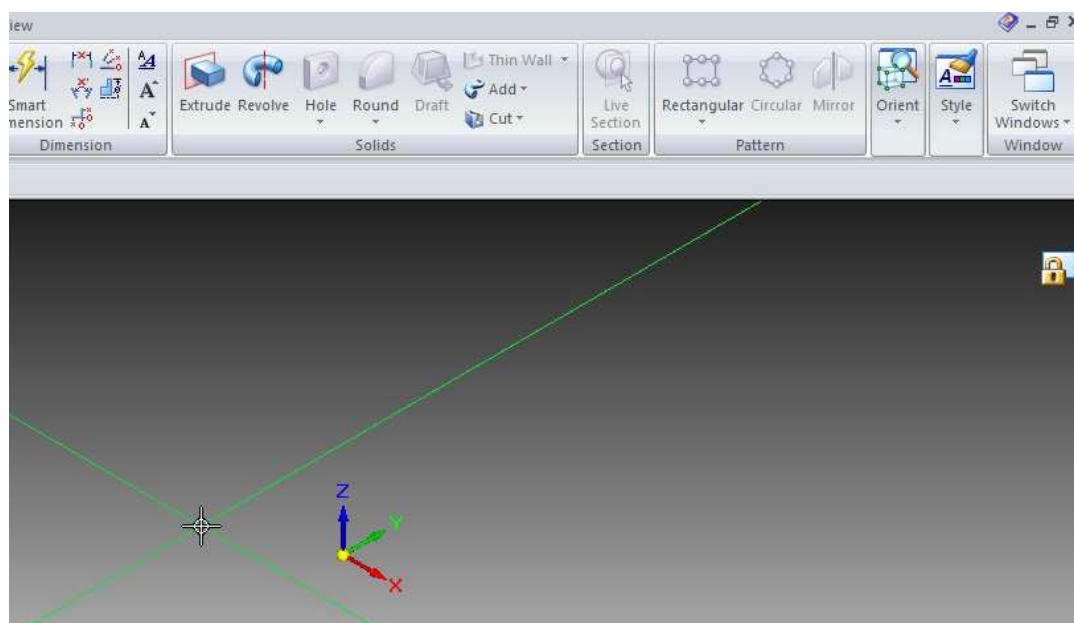 iew
Smart
mension
Dimension
Extrude Revolve Hole Round Draft
Thin Wall
Add
Cut
Solids
Live
Section
Section
Rectangular Circular Mirror
Pattern
Orient
Style
Switch
Windows
Window
Z
Y
X